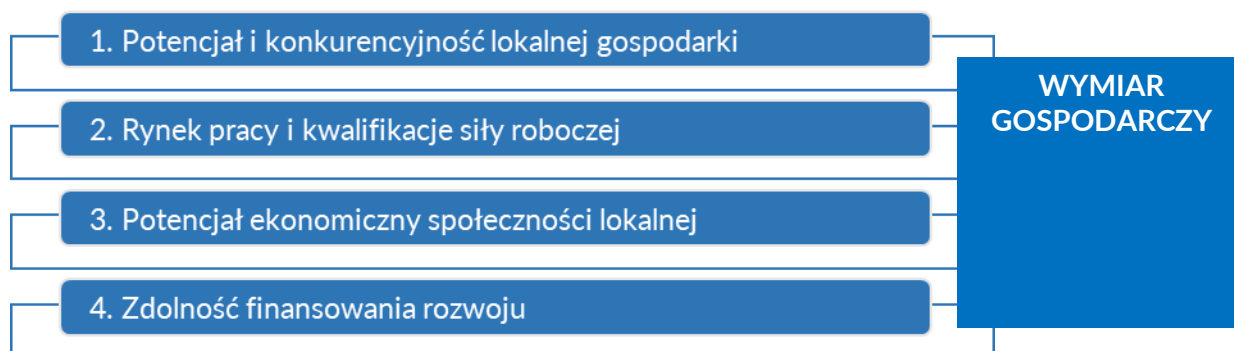 1. Potencjał i konkurencyjność lokalnej gospodarki
WYMIAR
GOSPODARCZY
2. Rynek pracy i kwalifikacje siły roboczej
3. Potencjał ekonomiczny społeczności lokalnej
4. Zdolność finansowania rozwoju